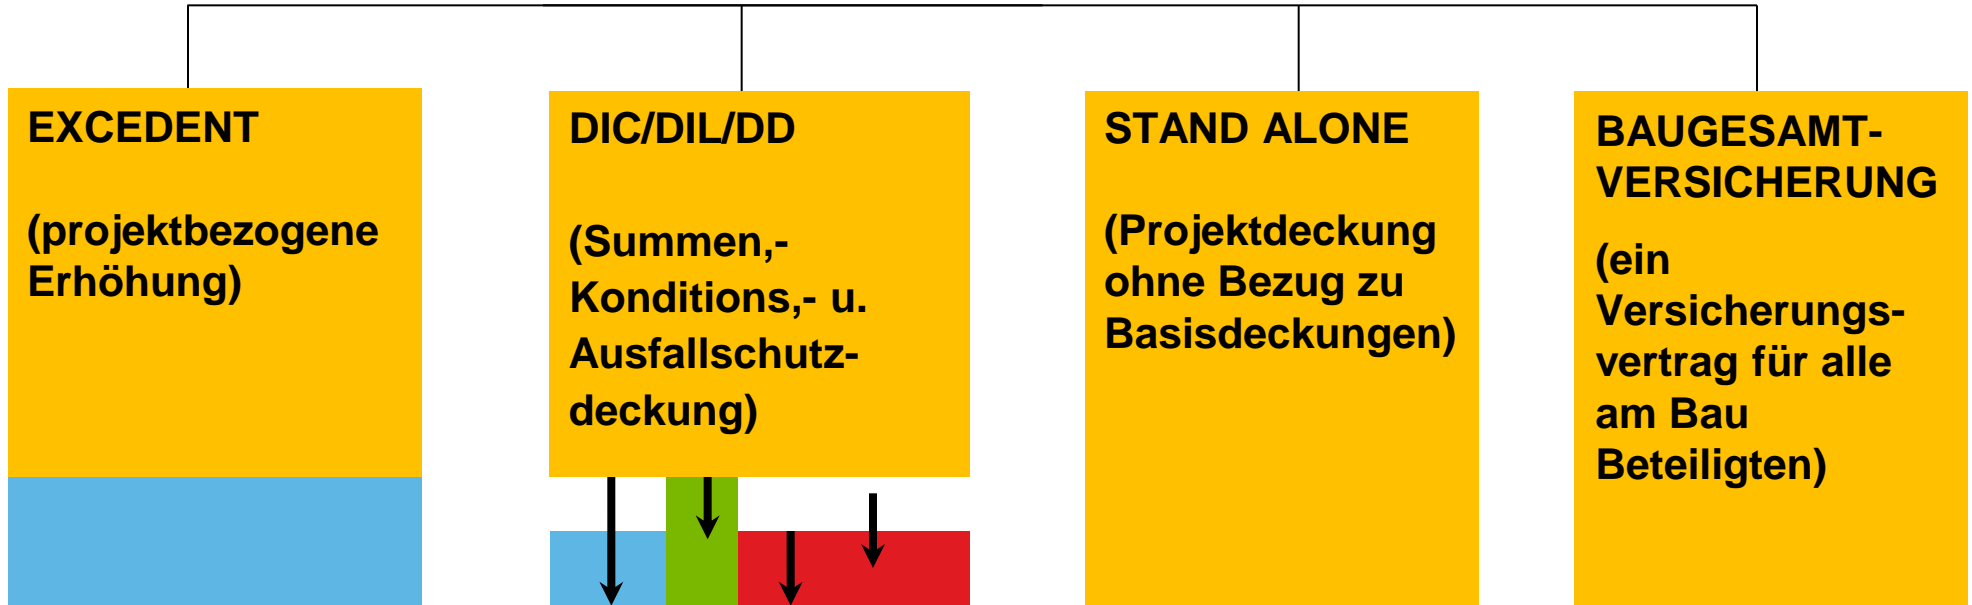 EXCEDENT
(projektbezogene
Erhöhung)
DIC/DIL/DD
(Summen,-
Konditions,- u.
Ausfallschutz-
deckung)
STAND ALONE
(Projektdeckung
ohne Bezug zu
Basisdeckungen)
BAUGESAMT-
VERSICHERUNG
(ein
Versicherungs-
vertrag für alle
am Bau
Beteiligten)